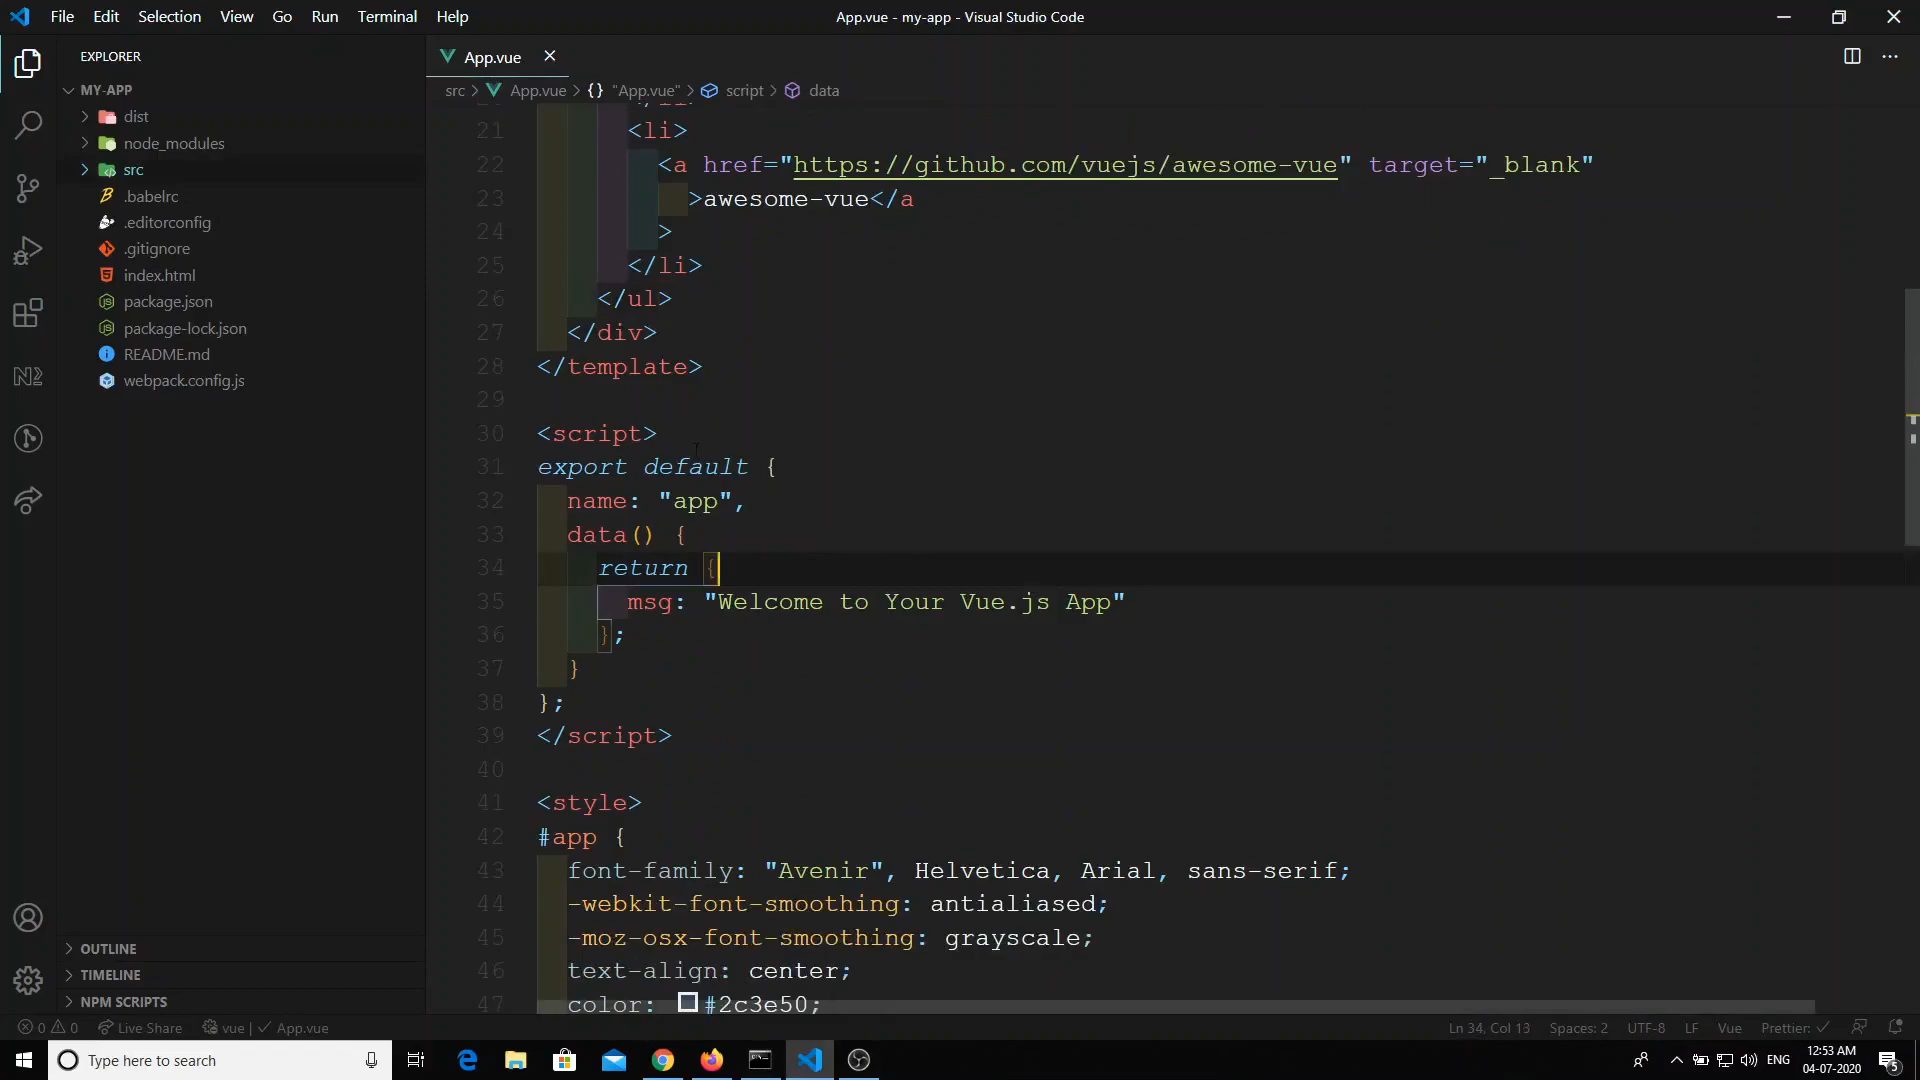 File Edit Selection View Go Run Terminal Help
App.vue - my-app - Visual Studio Code
EXPLORER
MY-APP
dist
node_modules
src
.babelrc
.editorconfig
.gitignore
index.html
package.json
package-lock.json
README.md
webpack.config.js
OUTLINE
TIMELINE
NPM SCRIPTS
App.vue
src > App.vue > {} "App.vue" > script > data
21 <li>
22 <a href="https://github.com/vuejs/awesome-vue" target="_blank"
23 >awesome-vue</a
24 >
25 </li>
26 </ul>
27 </div>
28 </template>
29
30 <script>
31 export default {
32 name: "app",
33 data() {
34 return {
35 msg: "Welcome to Your Vue.js App"
36 };
37 }
38 };
39 </script>
40
41 <style>
42 #app {
43 font-family: "Avenir", Helvetica, Arial, sans-serif;
44 -webkit-font-smoothing: antialiased;
45 -moz-osx-font-smoothing: grayscale;
46 text-align: center;
47 color: #2c3e50;
0 0 Live Share vue | App.vue Ln 34, Col 13 Spaces: 2 UTF-8 LF Vue Prettier: ✓
Type here to search
ENG
12:53 AM
04-07-2020
5